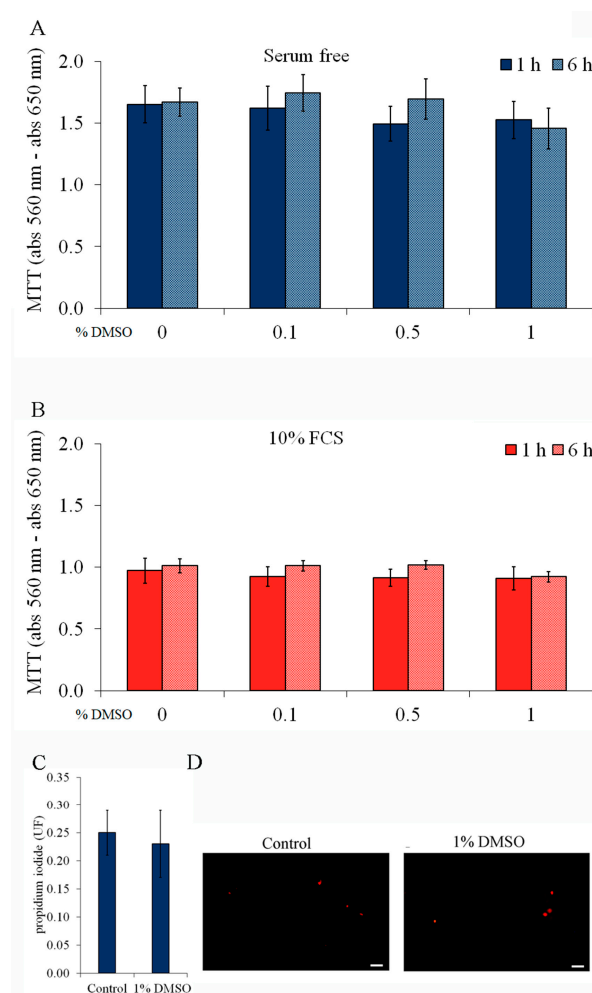 A
Serum free
1 h 6 h
MTT (abs 560 nm - abs 650 nm)
2.0
1.5
1.0
0.5
0.0
% DMSO 0 0.1 0.5 1
B
10% FCS
1 h 6 h
MTT (abs 560 nm - abs 650 nm)
2.0
1.5
1.0
0.5
0.0
% DMSO 0 0.1 0.5 1
C
propidium iodide (UF)
0.35
0.30
0.25
0.20
0.15
0.10
0.05
0.00
Control 1% DMSO
D
Control 1% DMSO